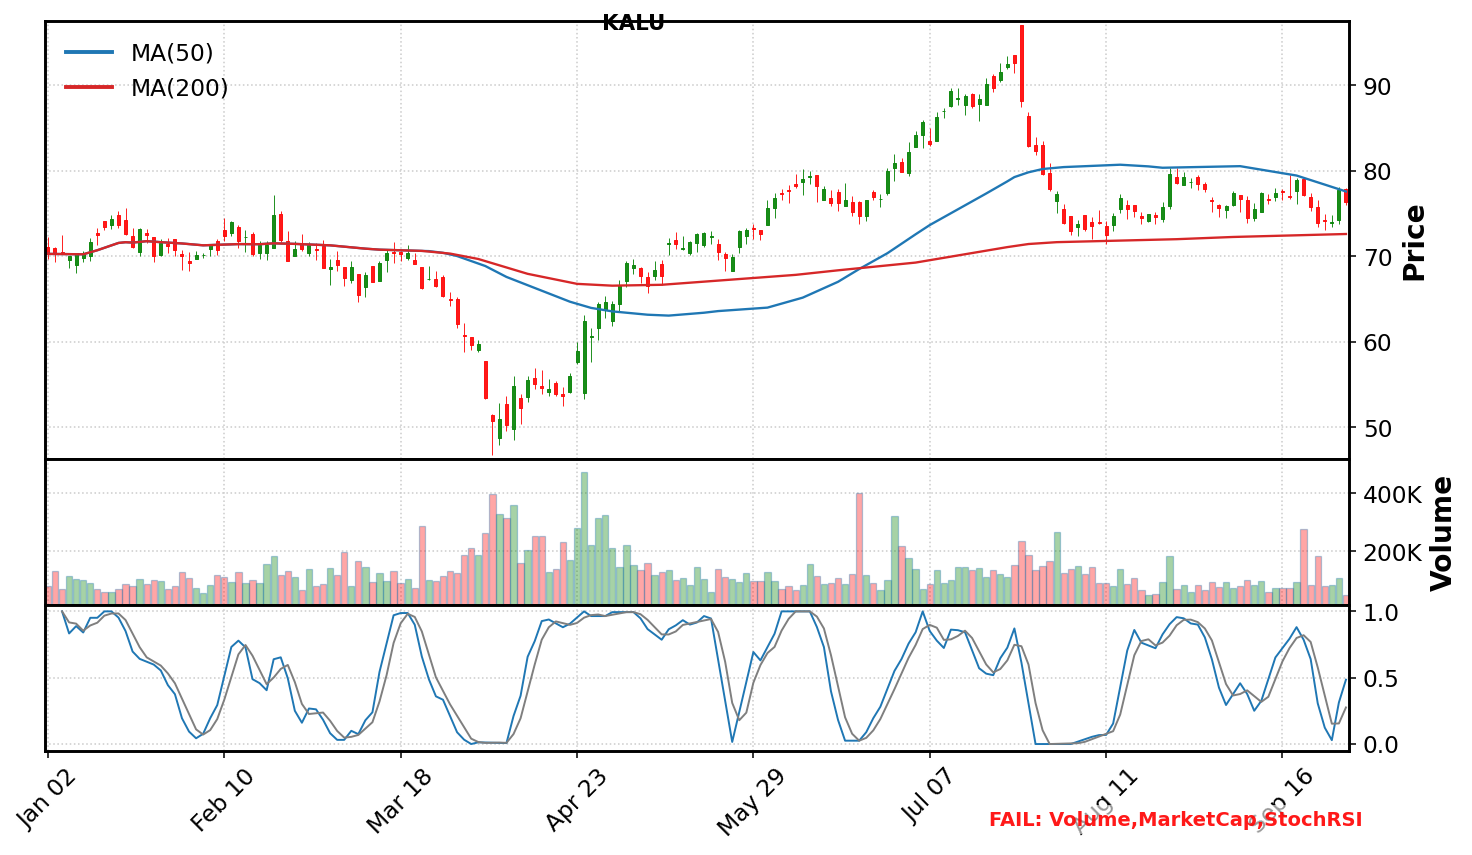 KALU
MA(50)
MA(200)
90
80
70
60
50
Price
400K
200K
Volume
1.0
0.5
0.0
Jan 02
Feb 10
Mar 18
Apr 23
May 29
Jul 07
Aug 11
Sep 16
FAIL: Volume,MarketCap,StochRSI